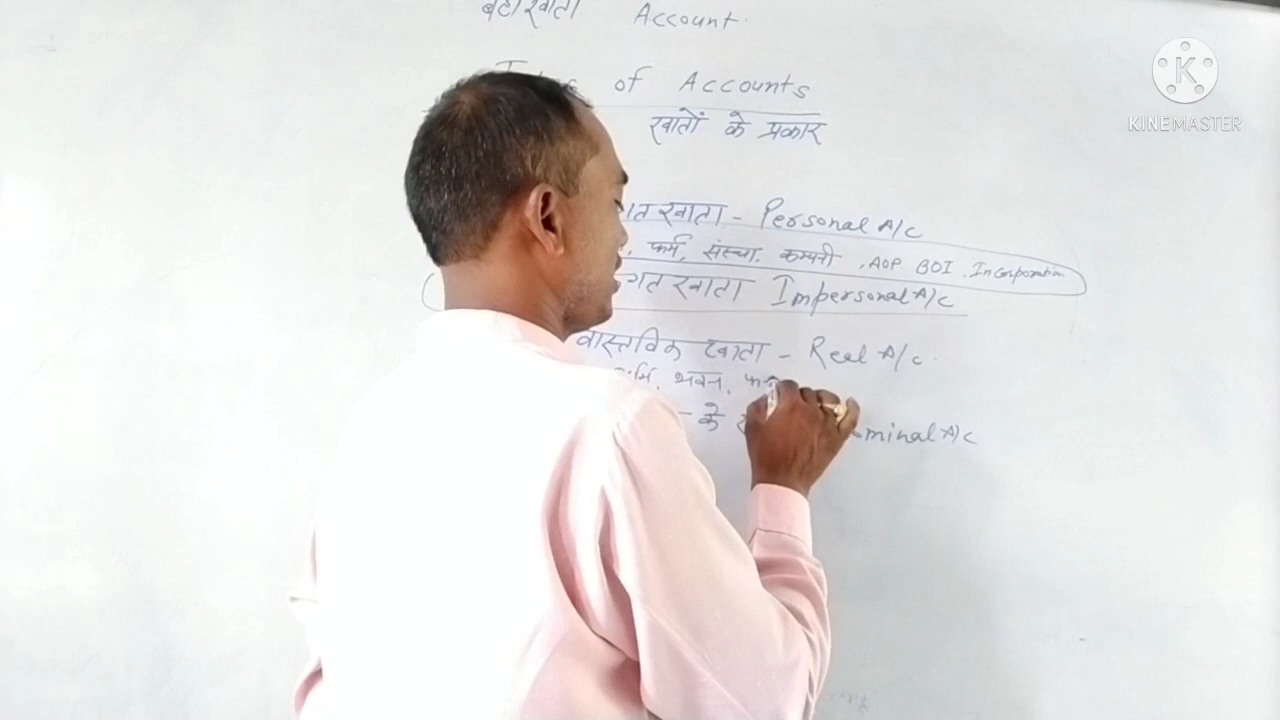 बहीखाता Account.
of Accounts
खातों के प्रकार
गत खाता - Personal A/c
फर्म, संस्था, कम्पनी, AOP BOI. Incorporation
गत खाता Impersonal A/c
वास्तविक खाता - Real A/c.
भवन,
के minal A/c
KINEMASTER